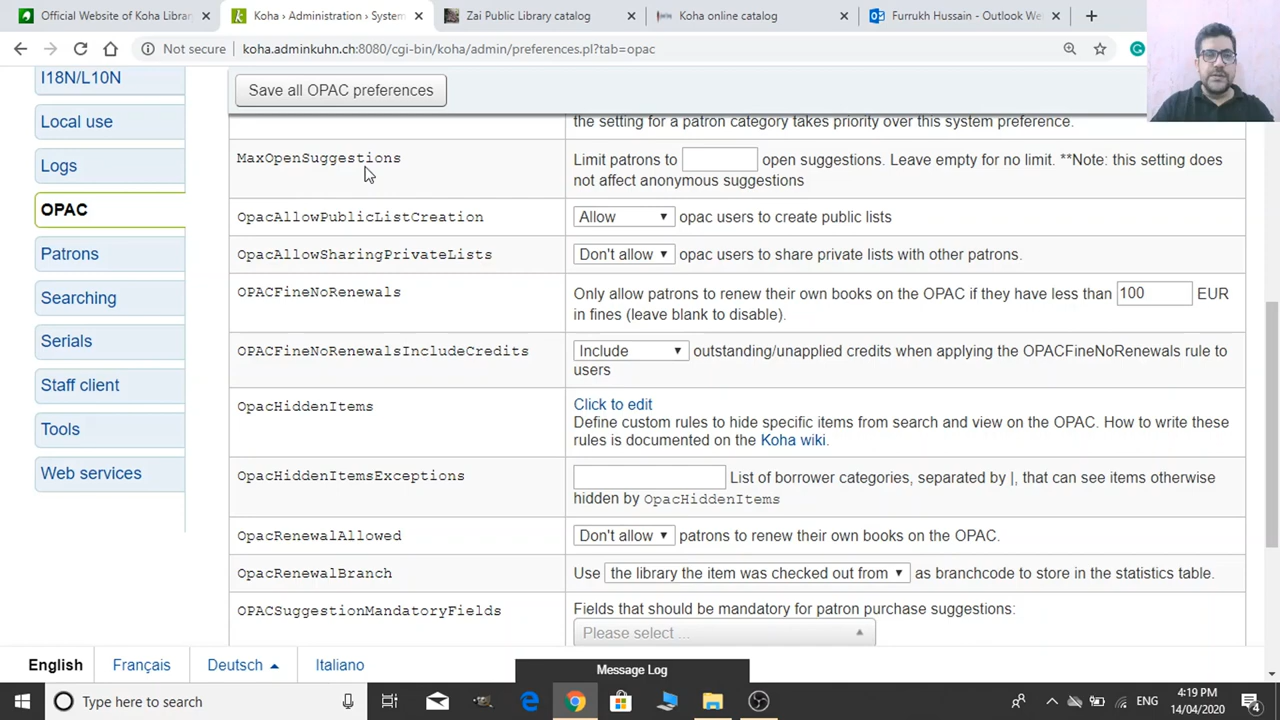 Official Website of Koha Librar
Koha › Administration › System
Zai Public Library catalog
Koha online catalog
Furrukh Hussain - Outlook We
Not secure
koha.adminkuhn.ch:8080/cgi-bin/koha/admin/preferences.pl?tab=opac
I18N/L10N
Local use
Logs
OPAC
Patrons
Searching
Serials
Staff client
Tools
Web services
Save all OPAC preferences
the setting for a patron category takes priority over this system preference.
MaxOpenSuggestions
Limit patrons to open suggestions. Leave empty for no limit. **Note: this setting does
not affect anonymous suggestions
OpacAllowPublicListCreation
Allow opac users to create public lists
OpacAllowSharingPrivateLists
Don't allow opac users to share private lists with other patrons.
OPACFineNoRenewals
Only allow patrons to renew their own books on the OPAC if they have less than 100 EUR
in fines (leave blank to disable).
OPACFineNoRenewalsIncludeCredits
Include outstanding/unapplied credits when applying the OPACFineNoRenewals rule to
users
OpacHiddenItems
Click to edit
Define custom rules to hide specific items from search and view on the OPAC. How to write these
rules is documented on the Koha wiki.
OpacHiddenItemsExceptions
List of borrower categories, separated by |, that can see items otherwise
hidden by OpacHiddenItems
OpacRenewalAllowed
Don't allow patrons to renew their own books on the OPAC.
OpacRenewalBranch
Use the library the item was checked out from as branchcode to store in the statistics table.
OPACSuggestionMandatoryFields
Fields that should be mandatory for patron purchase suggestions:
Please select ...
English
Français
Deutsch
Italiano
Message Log
Type here to search
ENG
4:19 PM
14/04/2020
4